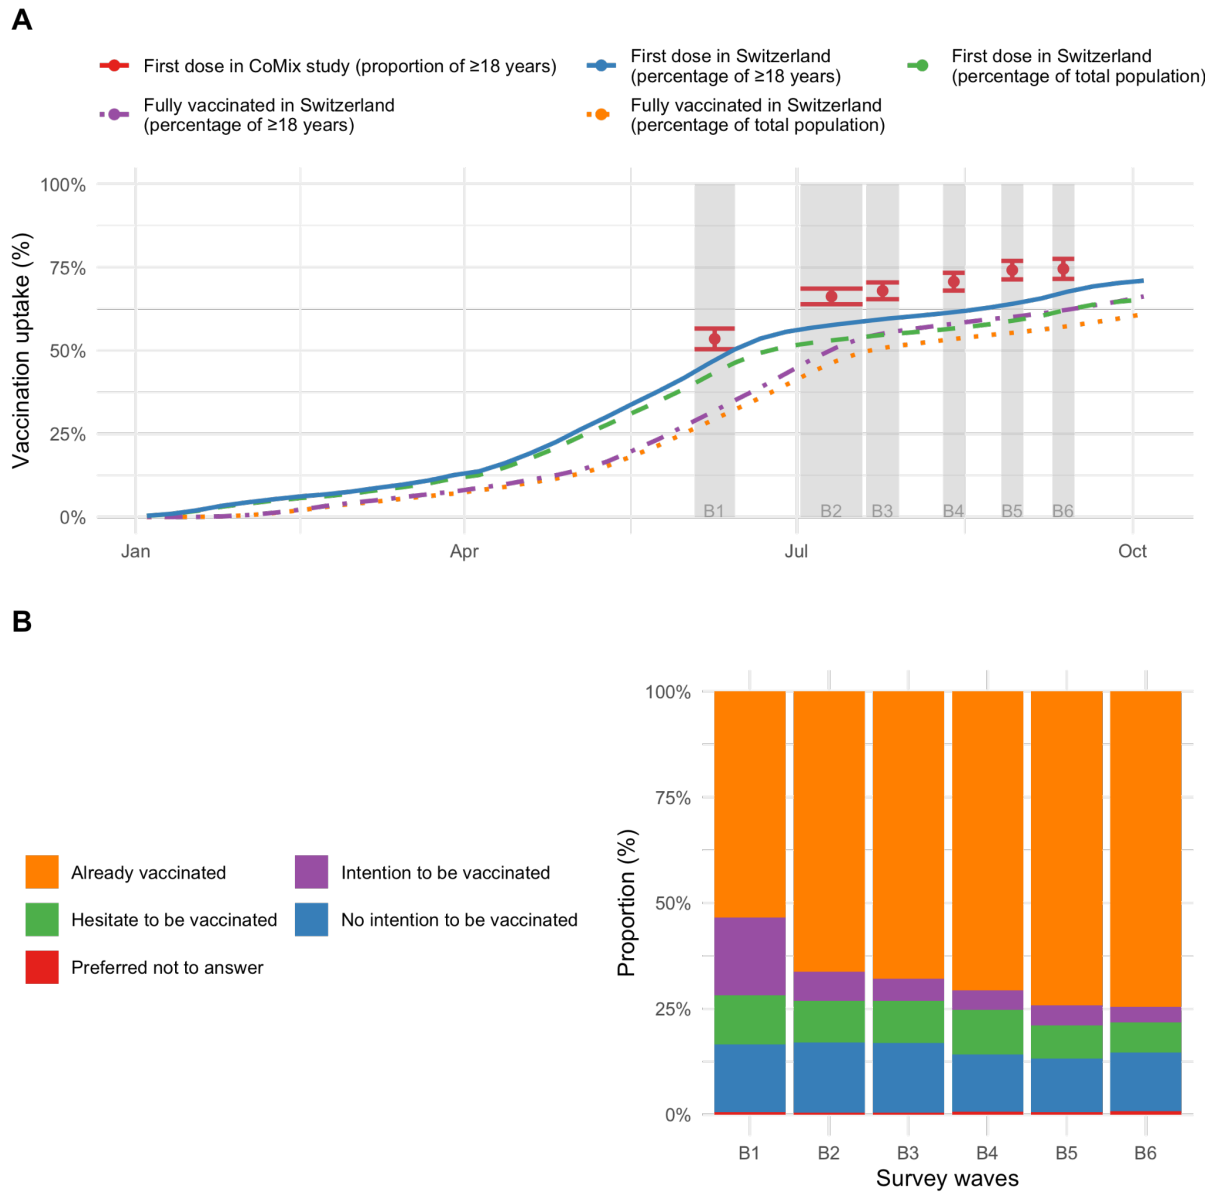 A
First dose in CoMix study (proportion of ≥18 years)
First dose in Switzerland
(percentage of ≥18 years)
First dose in Switzerland
(percentage of total population)
Fully vaccinated in Switzerland
(percentage of ≥18 years)
Fully vaccinated in Switzerland
(percentage of total population)
Vaccination uptake (%)
100%
75%
50%
25%
0%
B1
B2
B3
B4
B5
B6
Jan
Apr
Jul
Oct
B
Already vaccinated
Intention to be vaccinated
Hesitate to be vaccinated
No intention to be vaccinated
Preferred not to answer
Proportion (%)
100%
75%
50%
25%
0%
B1
B2
B3
B4
B5
B6
Survey waves